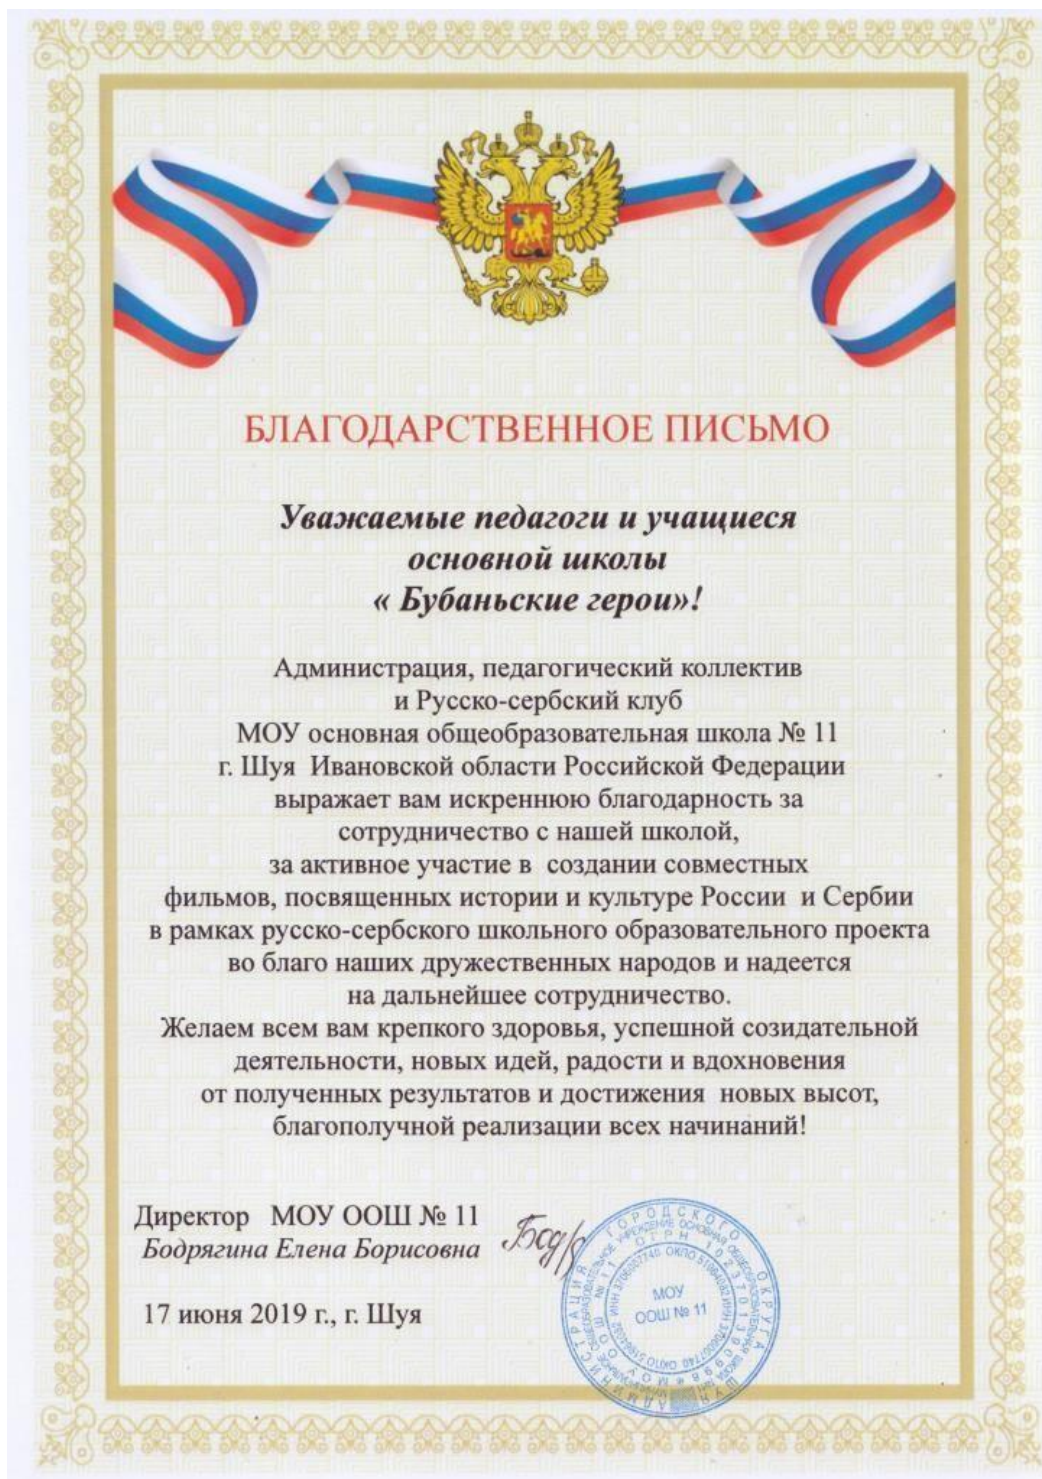 БЛАГОДАРСТВЕННОЕ ПИСЬМО
Уважаемые педагоги и учащиеся
основной школы
« Бубаньские герои»!
Администрация, педагогический коллектив
и Русско-сербский клуб
МОУ основная общеобразовательная школа № 11
г. Шуя Ивановской области Российской Федерации
выражает вам искреннюю благодарность за
сотрудничество с нашей школой,
за активное участие в создании совместных
фильмов, посвященных истории и культуре России и Сербии
в рамках русско-сербского школьного образовательного проекта
во благо наших дружественных народов и надеется
на дальнейшее сотрудничество.
Желаем всем вам крепкого здоровья, успешной созидательной
деятельности, новых идей, радости и вдохновения
от полученных результатов и достижения новых высот,
благополучной реализации всех начинаний!
Директор МОУ ООШ № 11
Бодрягина Елена Борисовна
17 июня 2019 г., г. Шуя
АДМИНИСТРАЦИЯ ГОРОДСКОГО ОКРУГА ШУЯ
МОУ
ООШ № 11